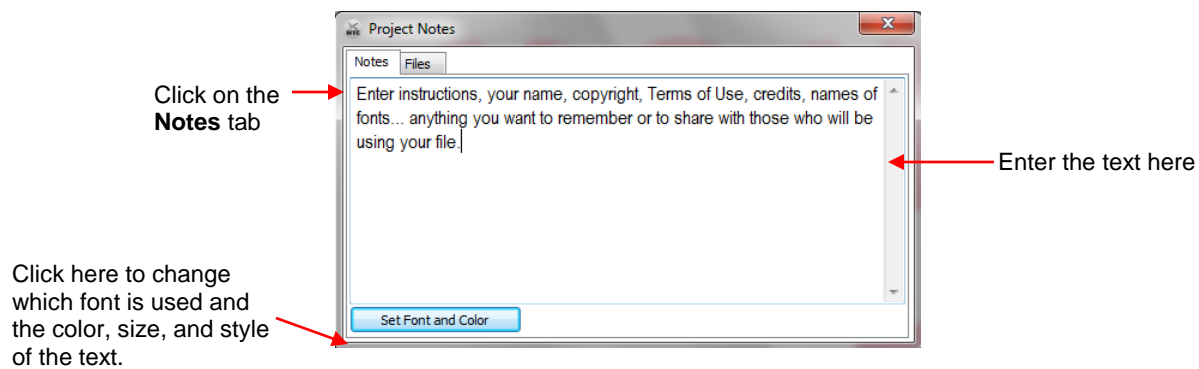 MTC Project Notes
Notes Files
Click on the
Notes tab
Enter instructions, your name, copyright, Terms of Use, credits, names of
fonts... anything you want to remember or to share with those who will be
using your file.
Enter the text here
Click here to change
which font is used and
the color, size, and style
of the text.
Set Font and Color